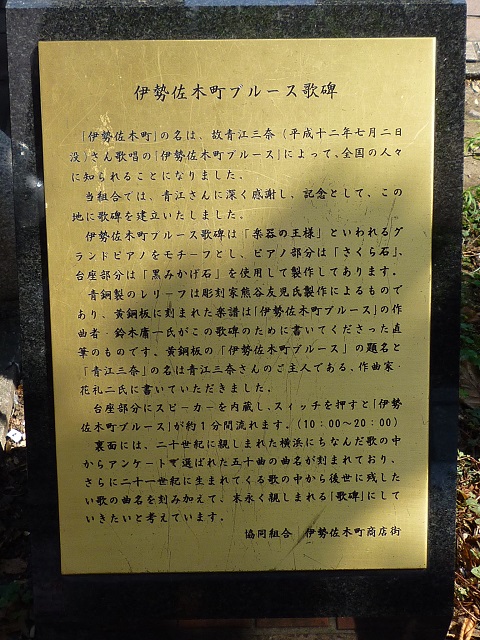 伊勢佐木町ブルース歌碑
「伊勢佐木町」の名は、故青江三奈(平成十二年七月二日
没)さん歌唱の「伊勢佐木町ブルース」によって、全国の人々
に知られることになりました。
当組合では、青江さんに深く感謝し、記念として、この
地に歌碑を建立いたしました。
伊勢佐木町ブルース歌碑は「楽器の王様」といわれるグ
ランドピアノをモチーフとし、ピアノ部分は「さくら石」、
台座部分は「黒みかげ石」を使用して製作してあります。
青銅製のレリーフは彫刻家熊谷友児氏製作によるもので
あり、黄銅板に刻まれた楽譜は「伊勢佐木町ブルース」の作
曲者・鈴木庸一氏がこの歌碑のために書いてくださった直
筆のものです。黄銅板の「伊勢佐木町ブルース」の題名と
「青江三奈」の名は青江三奈さんのご主人である、作曲家・
花礼二氏に書いていただきました。
台座部分にスピーカーを内蔵し、スィッチを押すと「伊勢
佐木町ブルース」が約1分間流れます。(10:00〜20:00)
裏面には、二十世紀に親しまれた横浜にちなんだ歌の中
からアンケートで選ばれた五十曲の曲名が刻まれており、
さらに二十一世紀に生まれてくる歌の中から後世に残した
い歌の曲名を刻み加えて、末永く親しまれる「歌碑」にして
いきたいと考えています。
協同組合 伊勢佐木町商店街